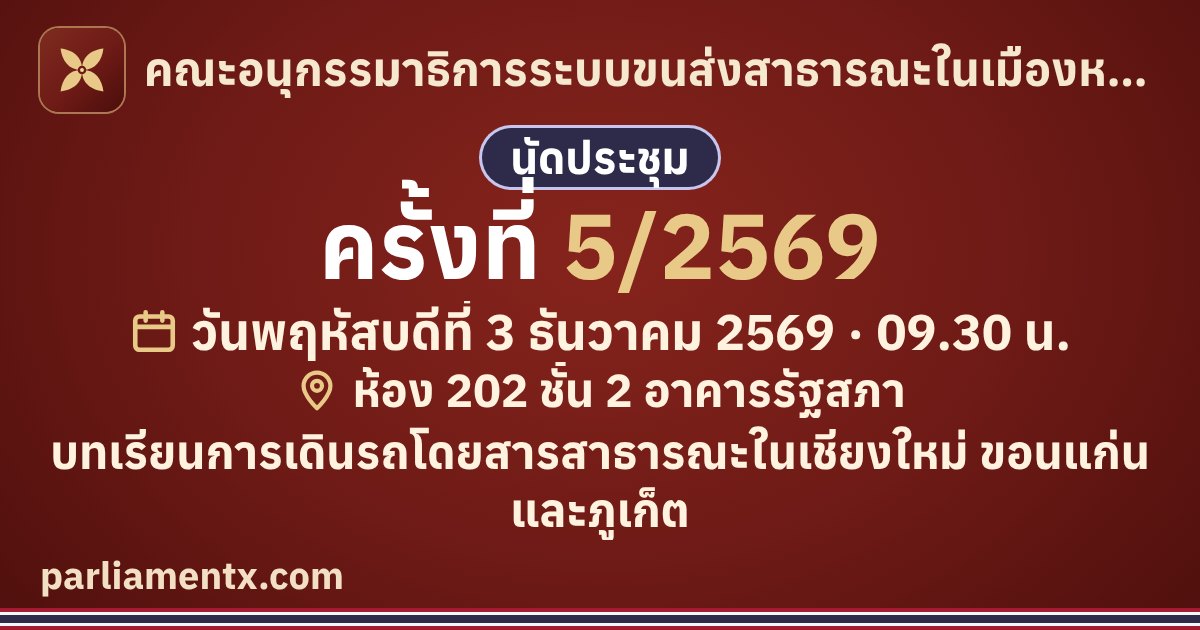 คณะอนุกรรมาธิการระบบขนส่งสาธารณะในเมืองห...
นัดประชุม
ครั้งที่ 5/2569
วันพฤหัสบดีที่ 3 ธันวาคม 2569 · 09.30 น.
ห้อง 202 ชั้น 2 อาคารรัฐสภา
บทเรียนการเดินรถโดยสารสาธารณะในเชียงใหม่ ขอนแก่น
และภูเก็ต
parliamentx.com